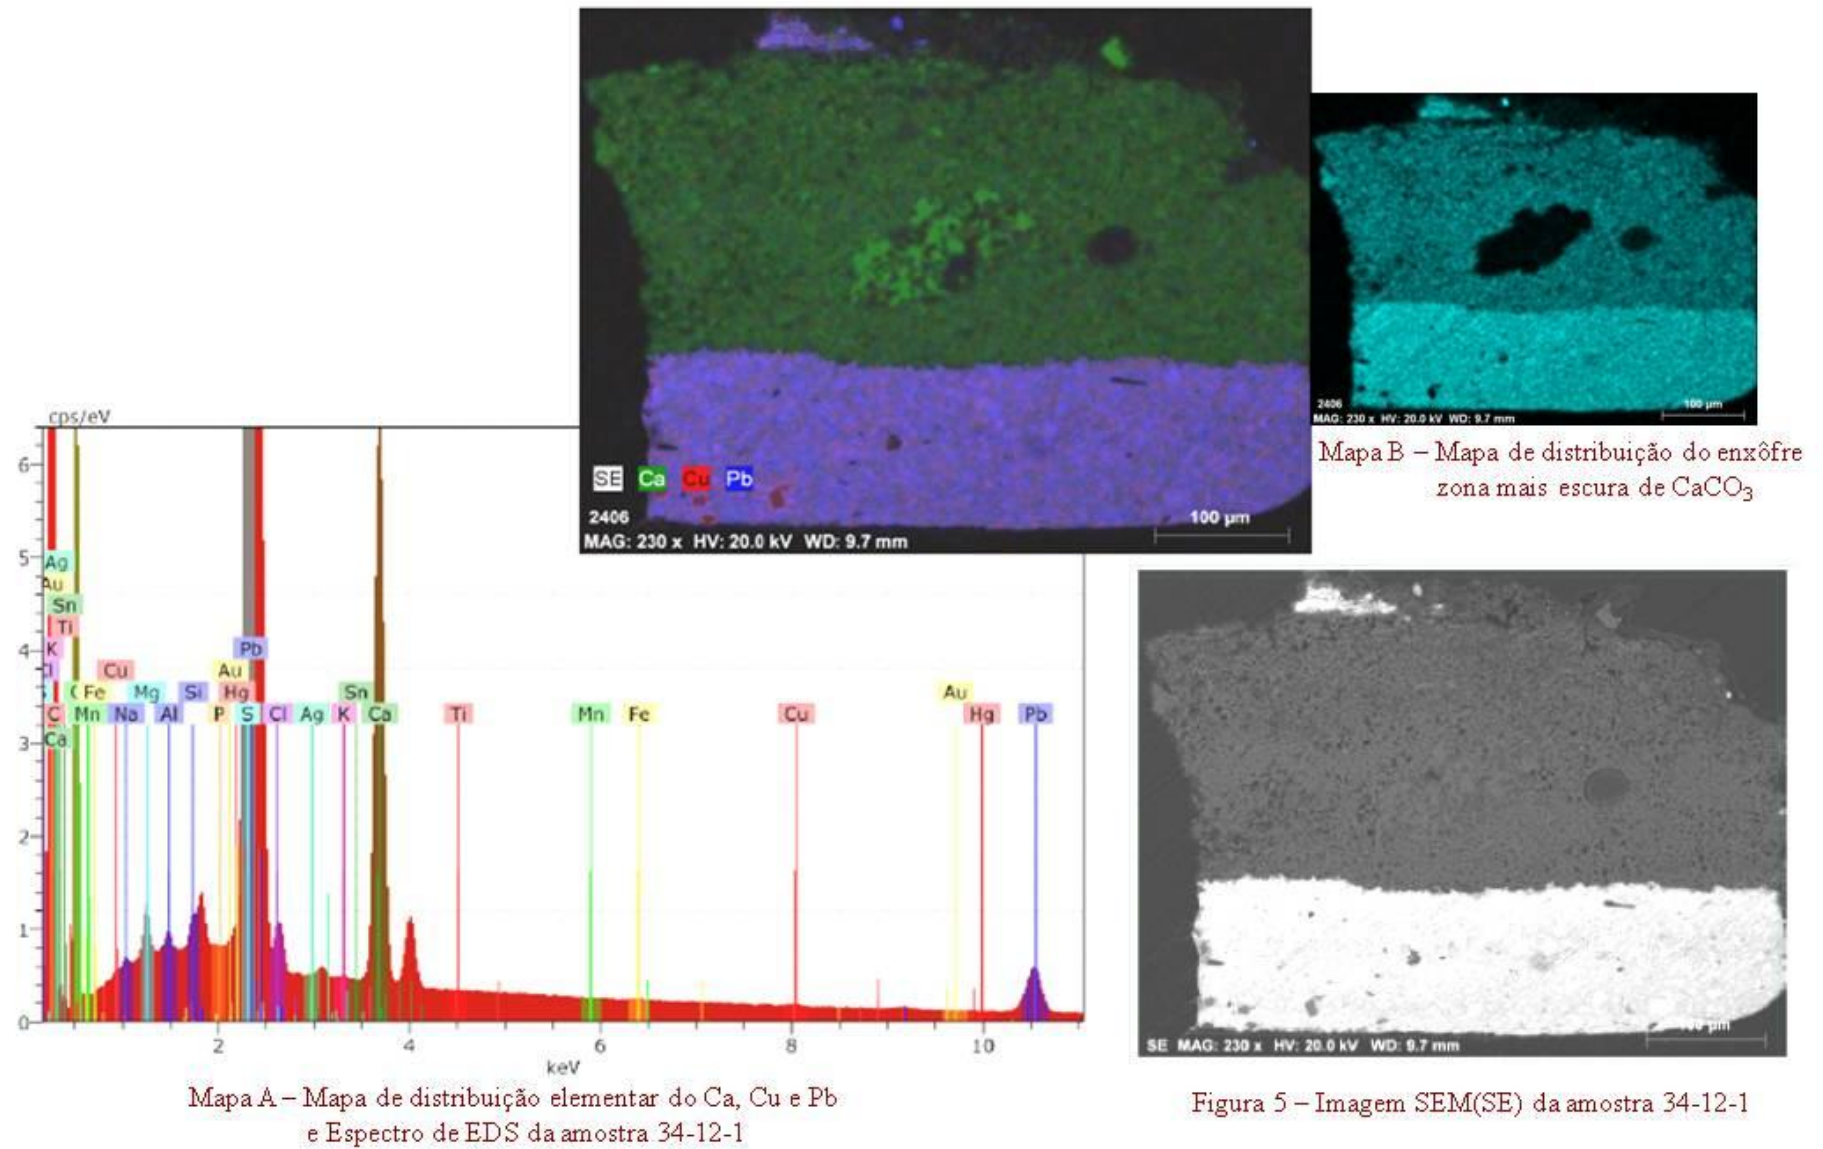 SE Ca Cu Pb
2406
100 µm
MAG: 230 x HV: 20.0 kV WD: 9.7 mm
2406
100 µm
MAG: 230 x HV: 20.0 kV WD: 9.7 mm
Mapa B – Mapa de distribuição do enxôfre
zona mais escura de CaCO3
cps/eV
6
5
4
3
2
1
0
Ag
Au
Sn
Ti
K
Cl
Pb
Cu
Au
Sn
Fe
Mg
Si
Hg
Au
C
Mn
Na
Al
P
S
Cl
Ag
K
Ca
Ti
Mn
Fe
Cu
Hg
Pb
Ca
2 4 6 8 10
keV
Mapa A – Mapa de distribuição elementar do Ca, Cu e Pb
e Espectro de EDS da amostra 34-12-1
SE MAG: 230 x HV: 20.0 kV WD: 9.7 mm
µm
Figura 5 – Imagem SEM(SE) da amostra 34-12-1